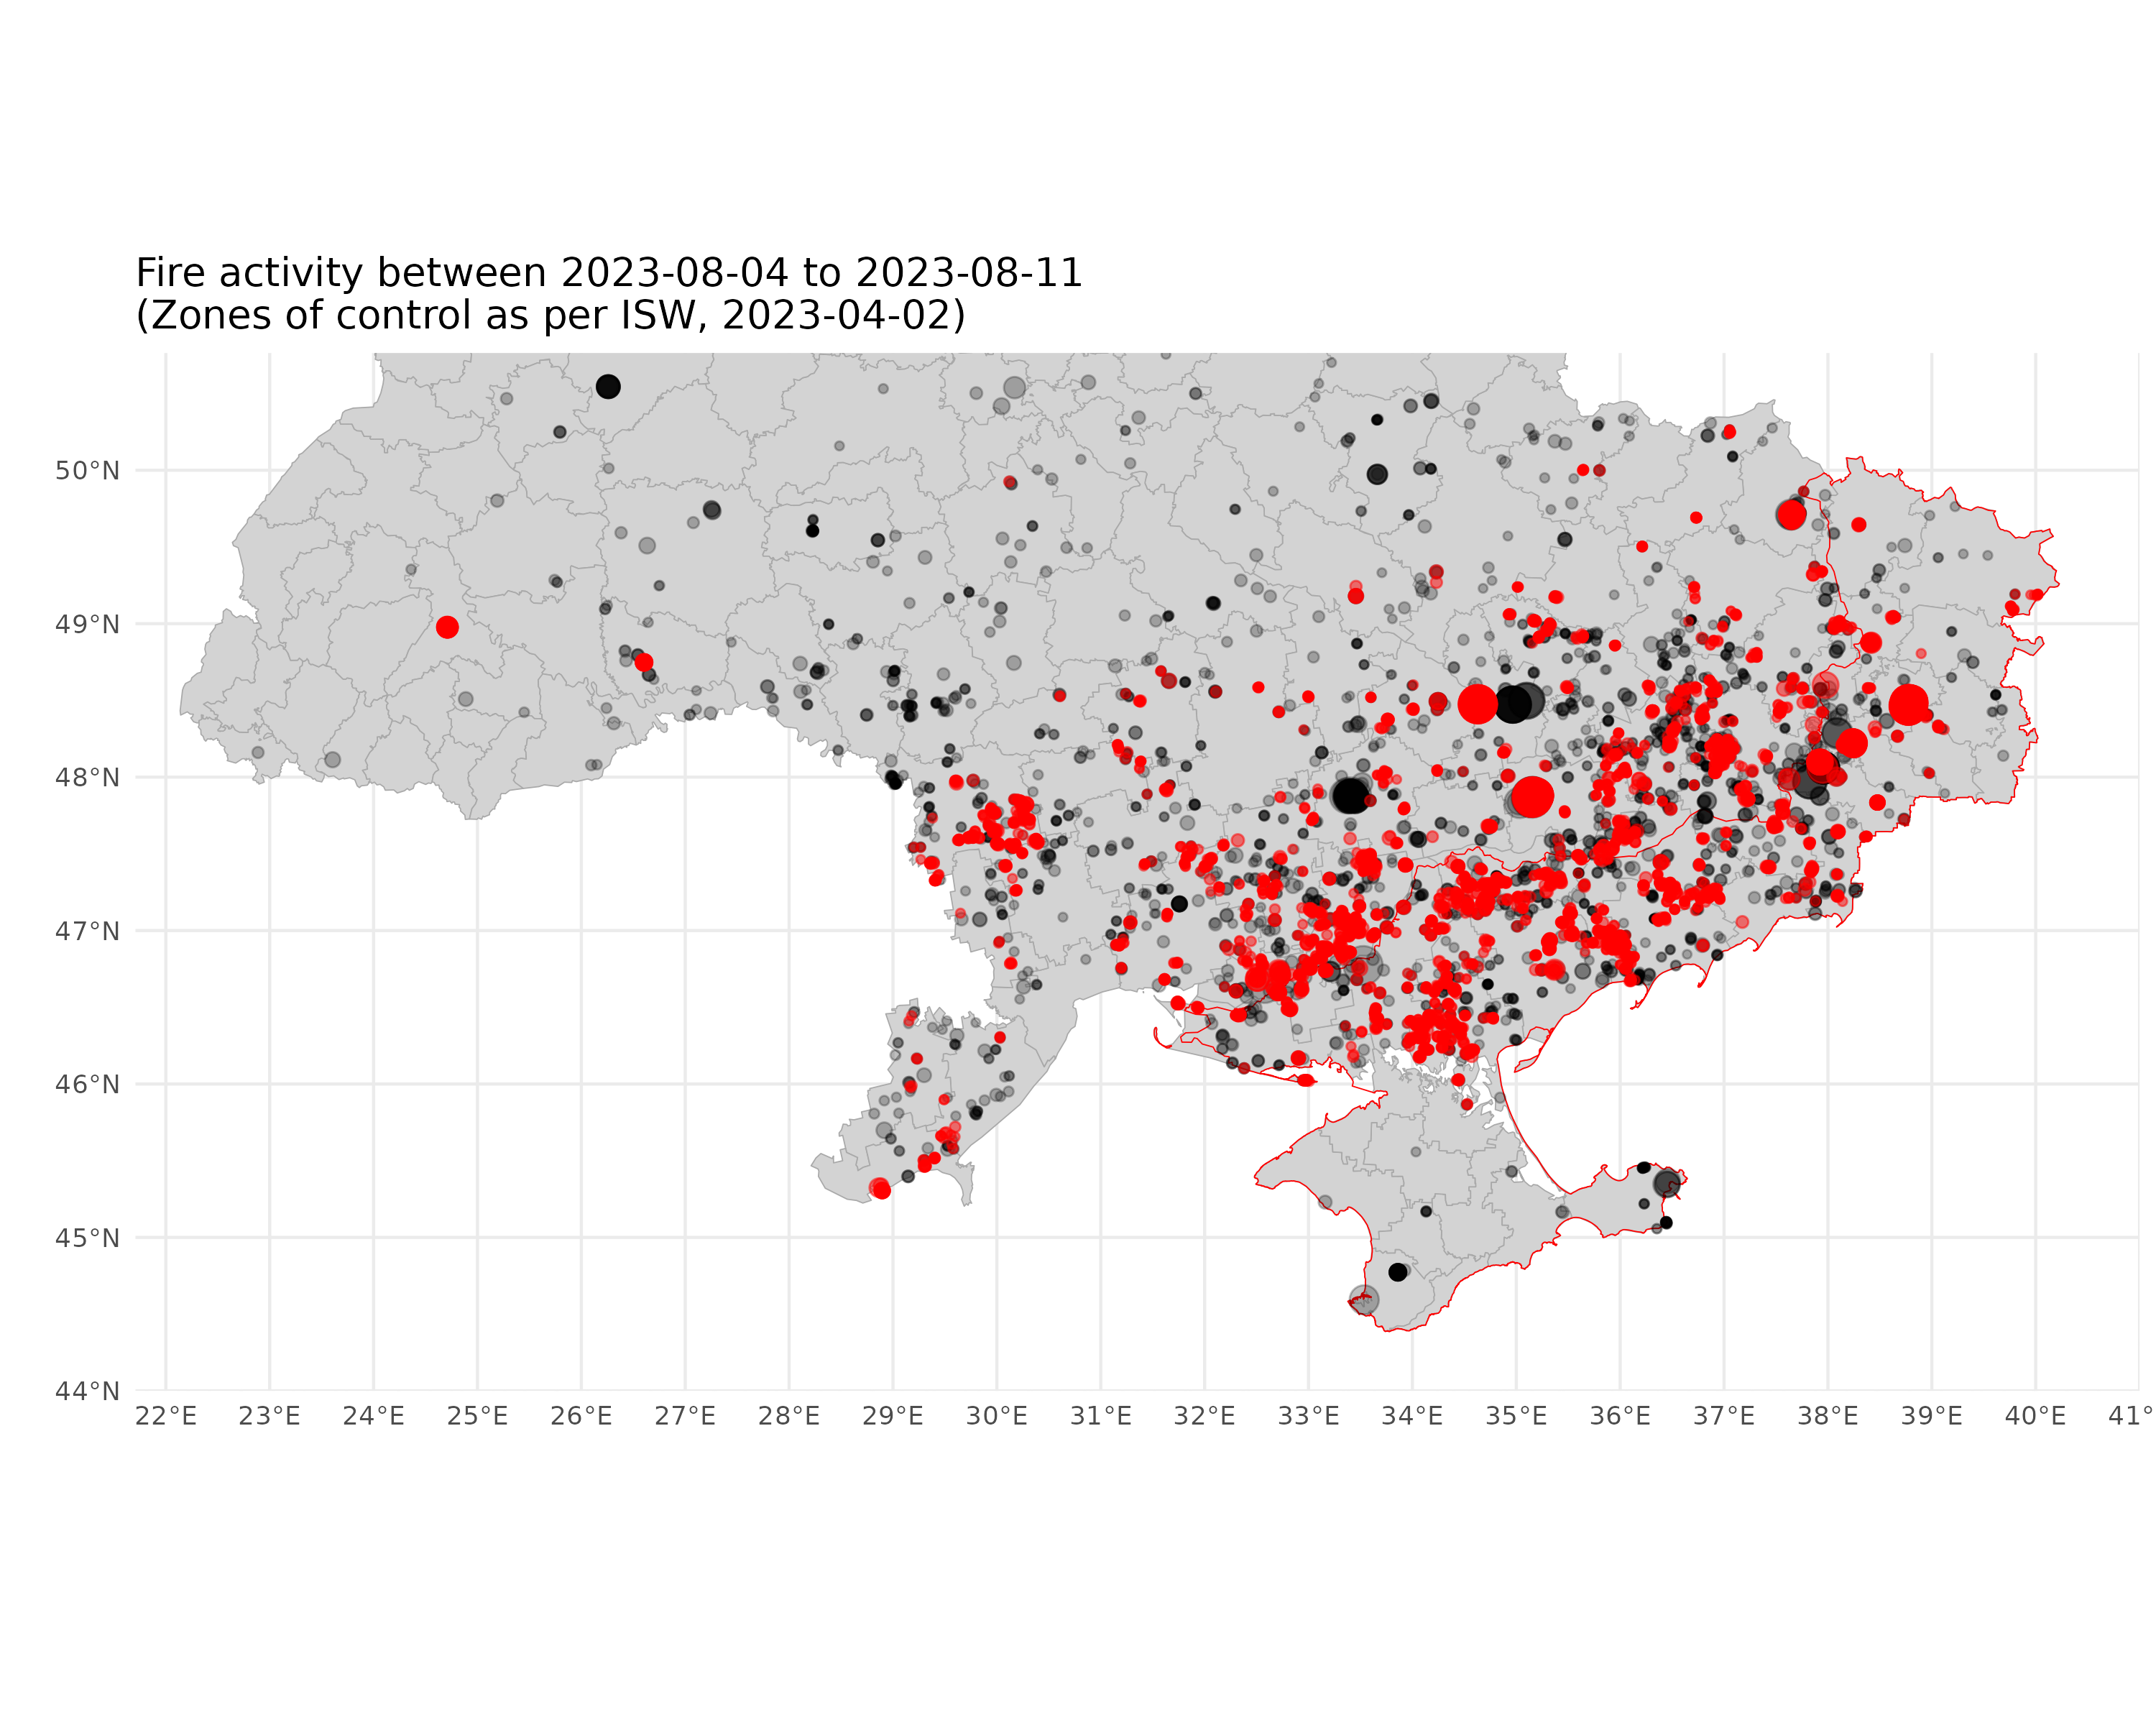 Fire activity between 2023-08-04 to 2023-08-11
(Zones of control as per ISW, 2023-04-02)
50°N
49°N
48°N
47°N
46°N
45°N
44°N
22°E 23°E 24°E 25°E 26°E 27°E 28°E 29°E 30°E 31°E 32°E 33°E 34°E 35°E 36°E 37°E 38°E 39°E 40°E 41°